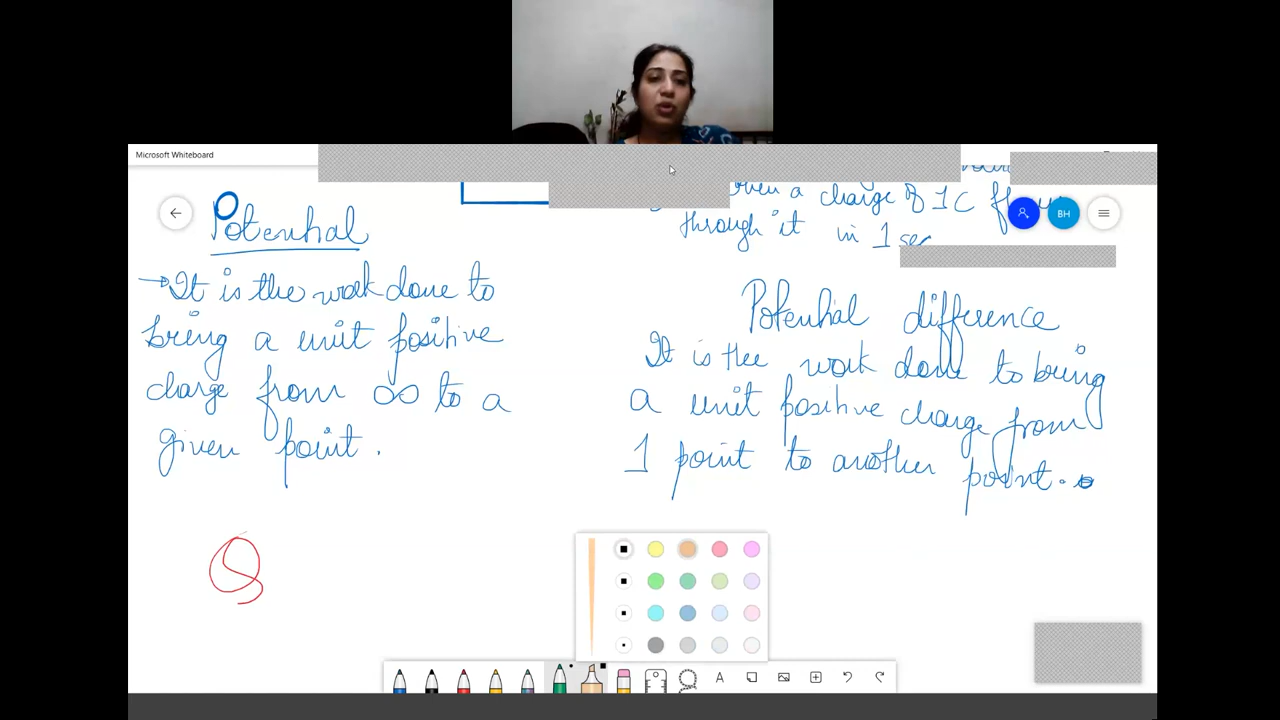 Microsoft Whiteboard
a charge of 1C
through it in 1 sec
BH
Potential
→ It is the work done to
bring a unit positive
charge from ∞ to a
given point.
Potential difference
It is the work done to bring
a unit positive charge from
1 point to another point.
Q
A